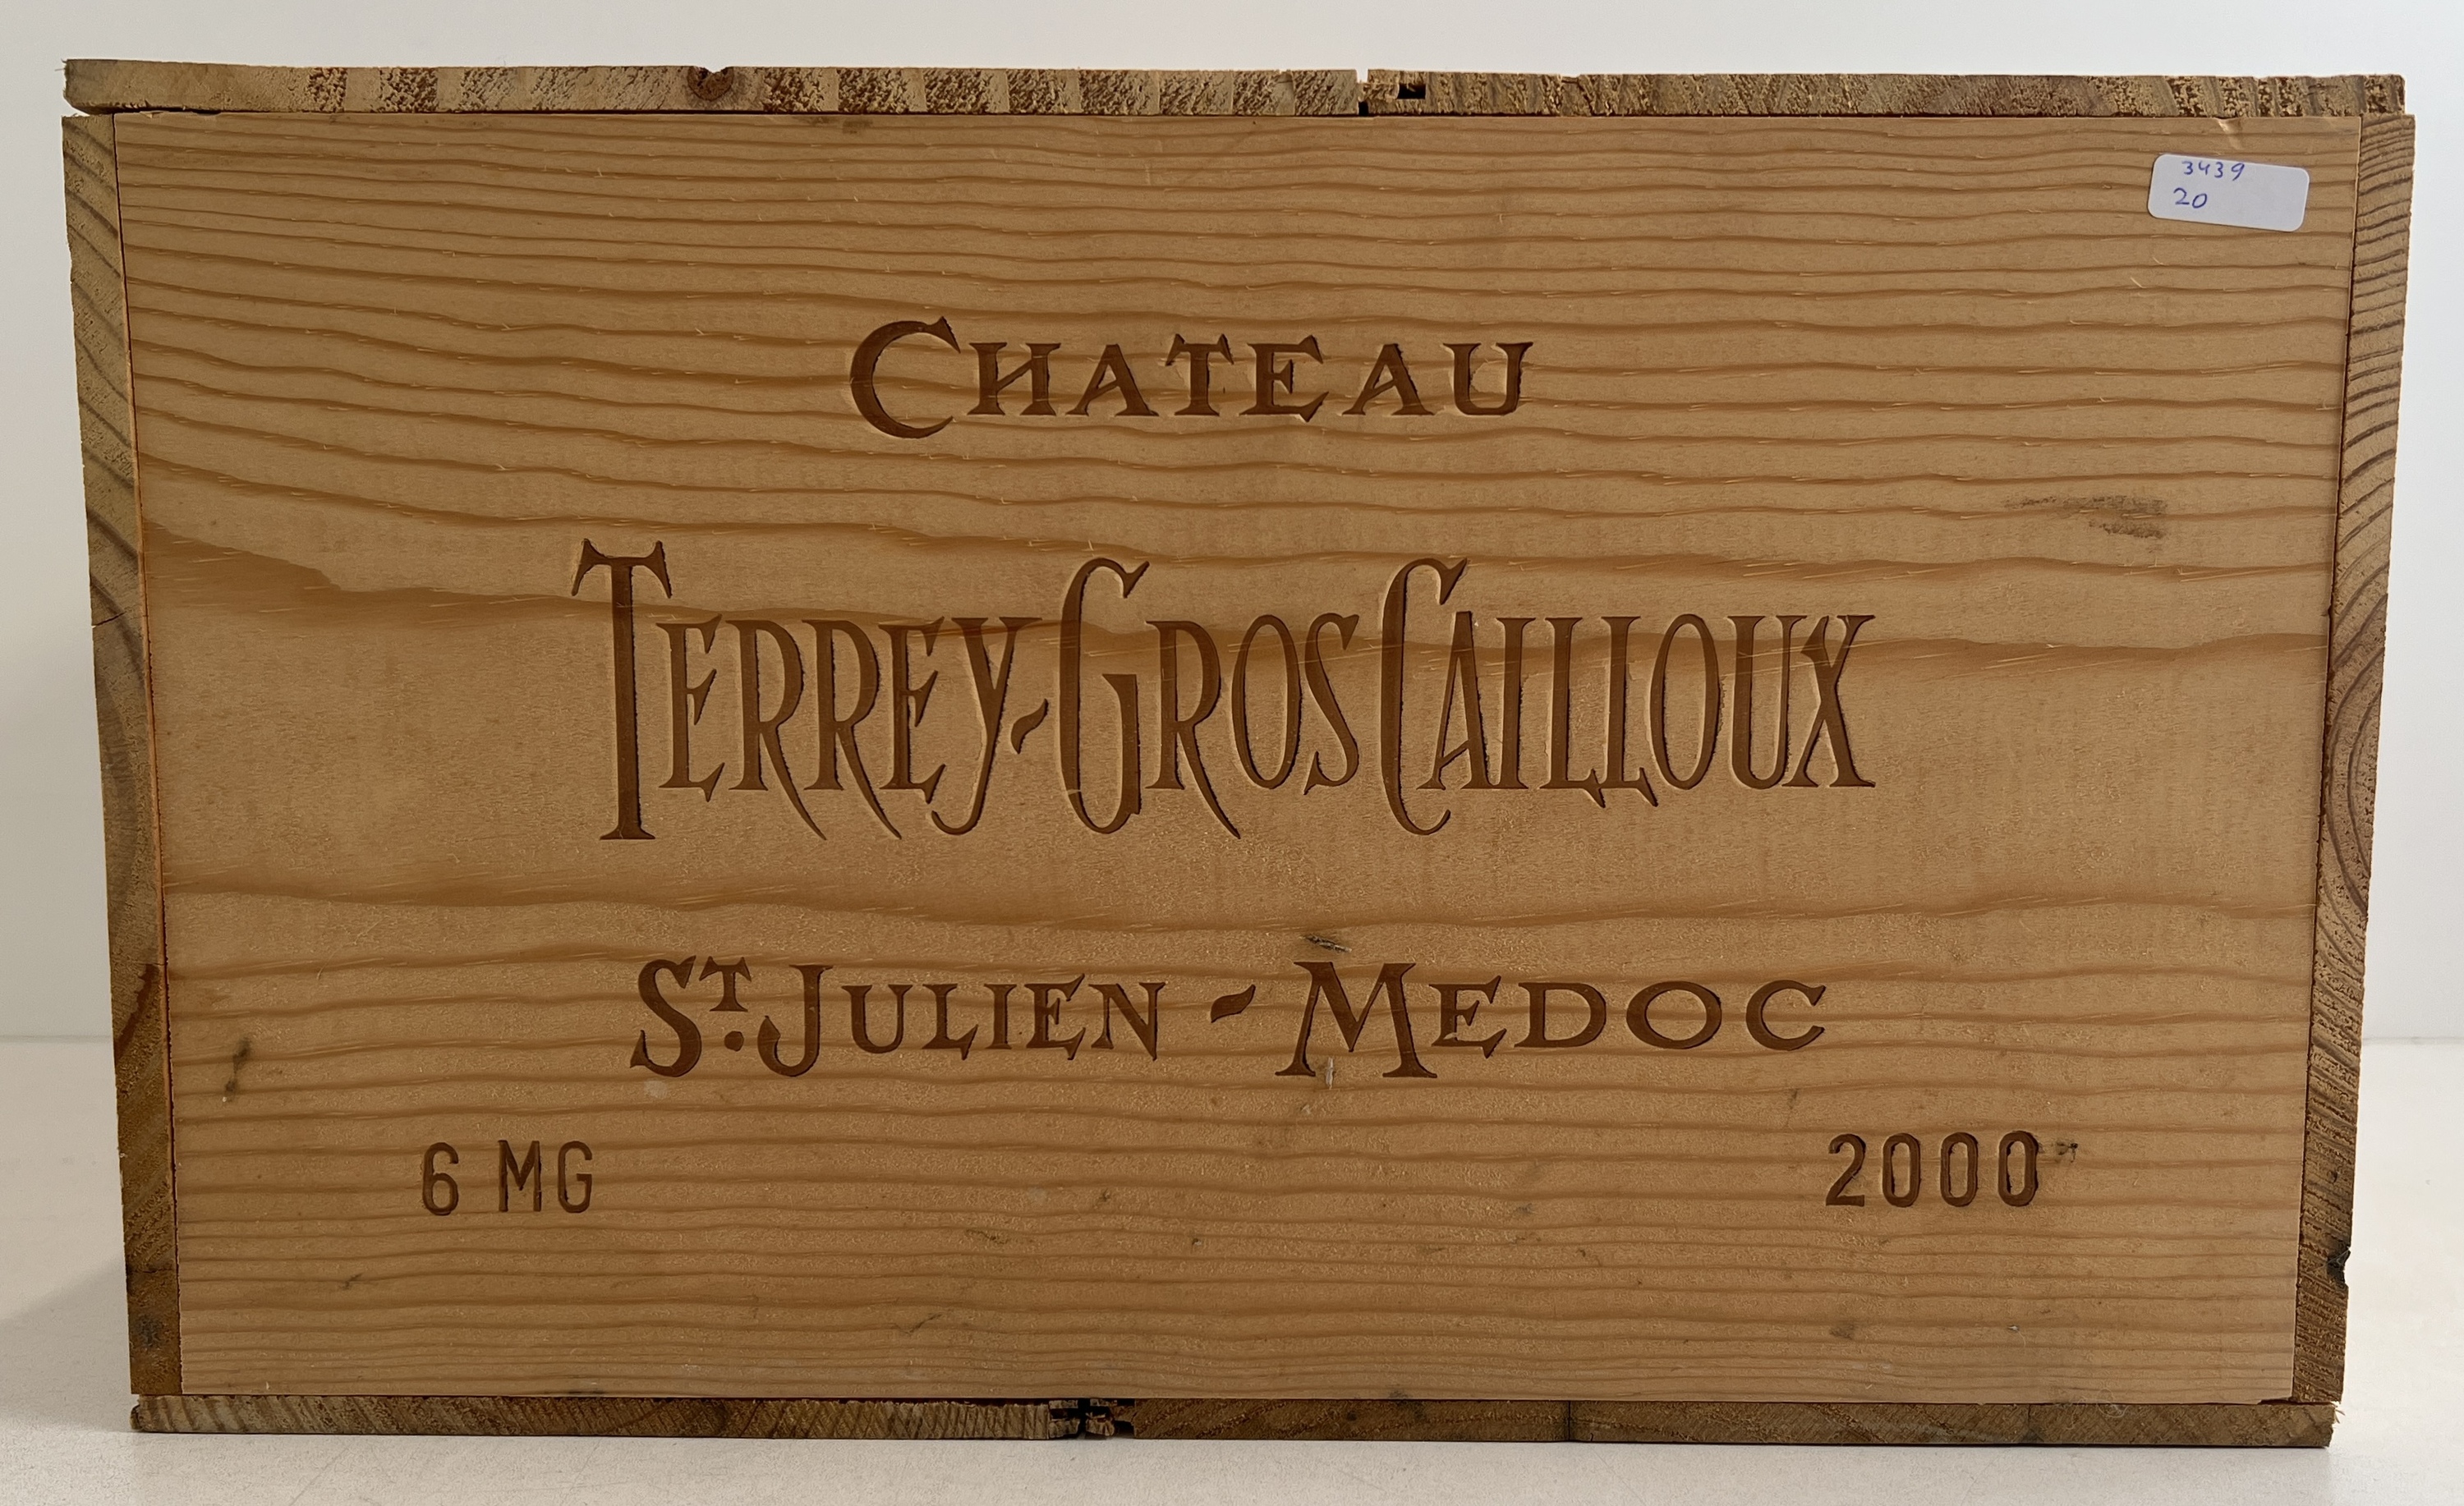 3439
20
CHATEAU
TERREY-GROS CAILLOUX
ST. JULIEN - MEDOC
6 MG 2000